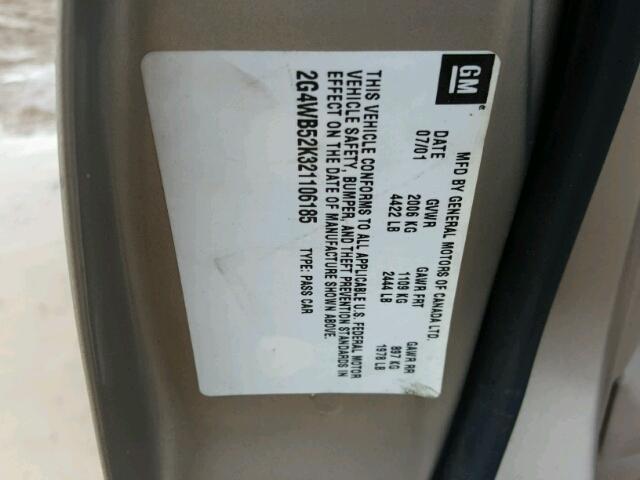 GM
MFD BY GENERAL MOTORS OF CANADA LTD.
DATE GVWR GAWR FRT GAWR RR
07/01 2006 KG 1109 KG 897 KG
4422 LB 2444 LB 1978 LB
THIS VEHICLE CONFORMS TO ALL APPLICABLE U.S. FEDERAL MOTOR
VEHICLE SAFETY, BUMPER, AND THEFT PREVENTION STANDARDS IN
EFFECT ON THE DATE OF MANUFACTURE SHOWN ABOVE.
2G4WB52K321106185 TYPE: PASS CAR